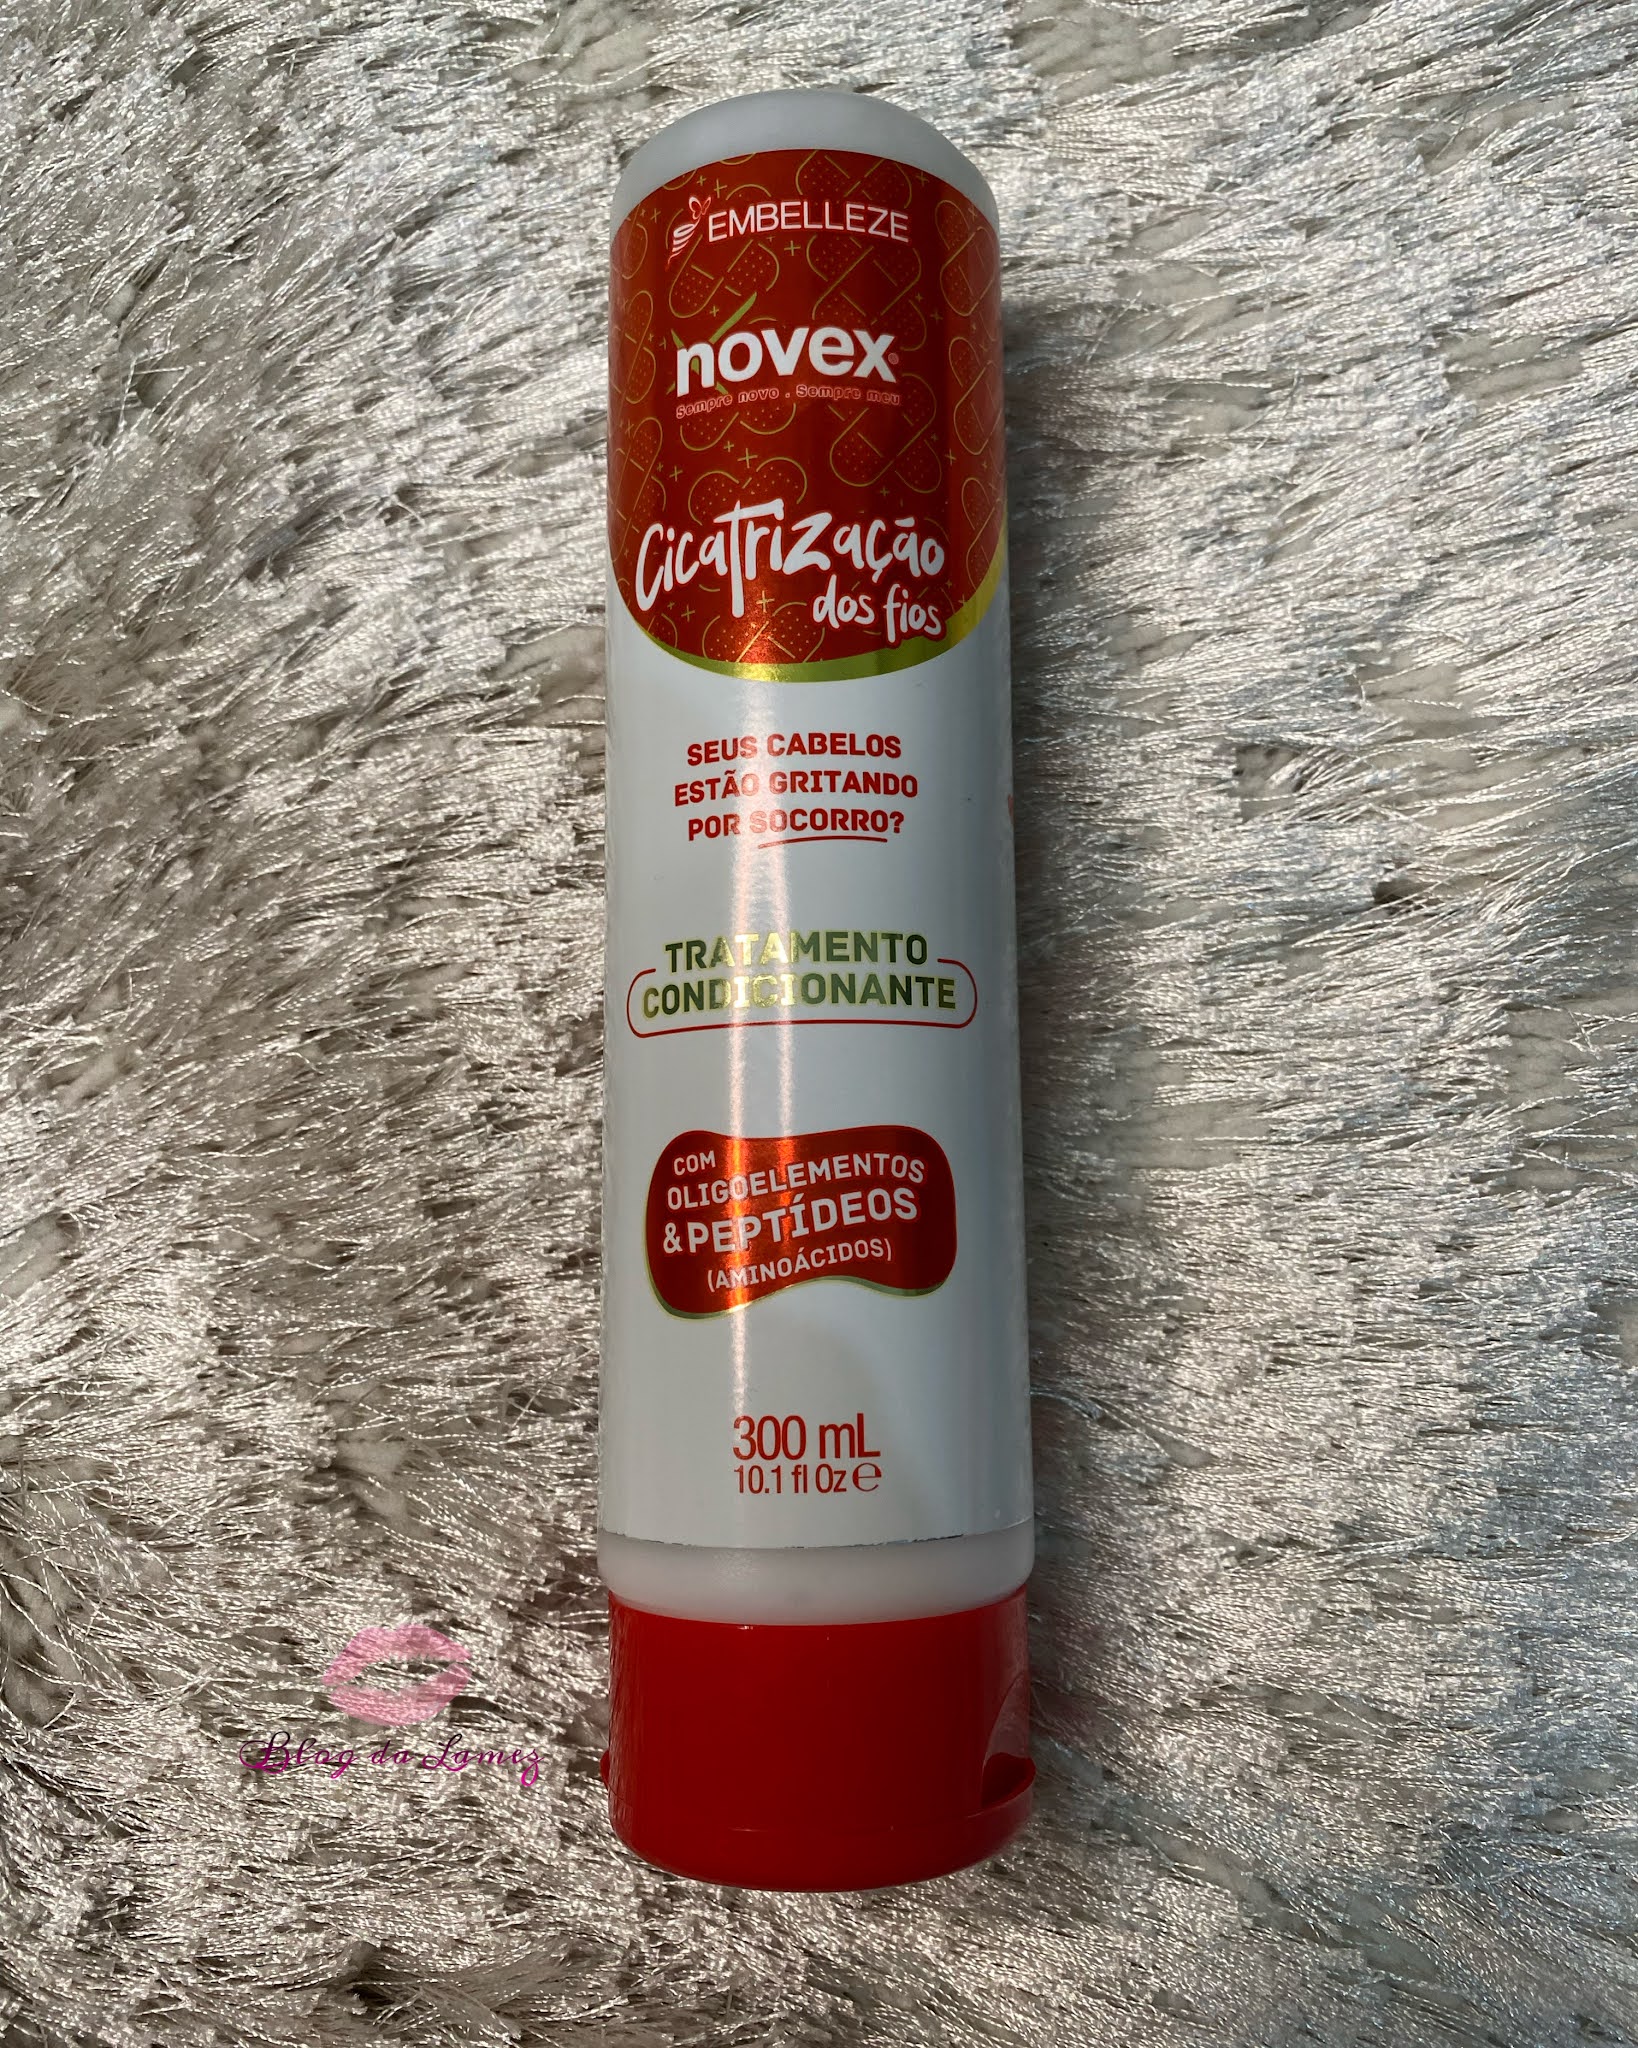 EMBELLEZE
novex®
Sempre novo . Sempre meu
Cicatrização
dos fios
SEUS CABELOS
ESTÃO GRITANDO
POR SOCORRO?
TRATAMENTO
CONDICIONANTE
COM
OLIGOELEMENTOS
& PEPTÍDEOS
(AMINOÁCIDOS)
300 mL
10.1 fl Oz ℮
Blog da Lamez